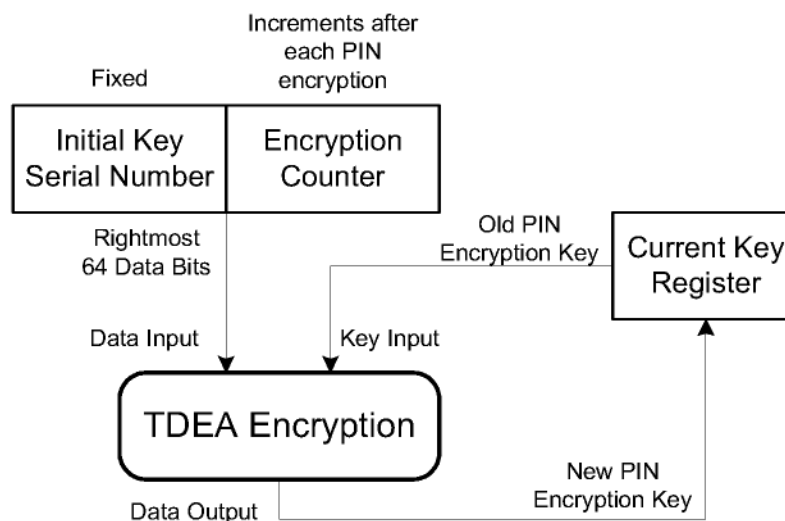 Increments after
each PIN
encryption
Fixed
Initial Key
Serial Number
Encryption
Counter
Rightmost
64 Data Bits
Old PIN
Encryption Key
Current Key
Register
Data Input
Key Input
TDEA Encryption
Data Output
New PIN
Encryption Key